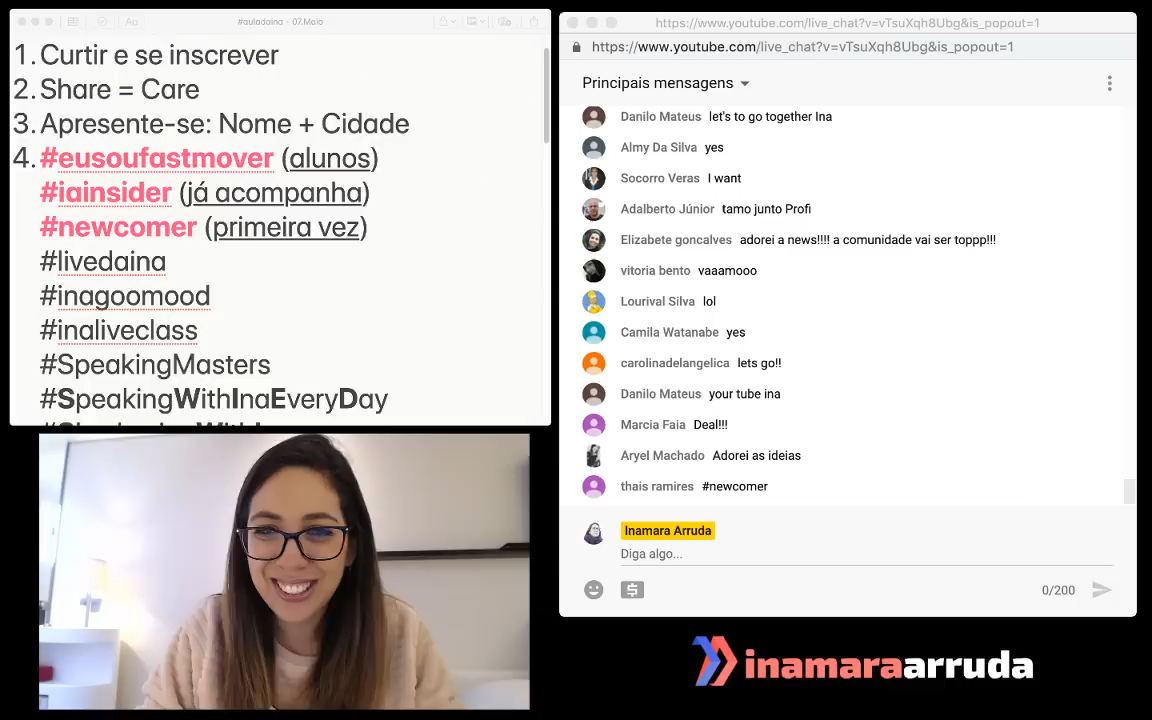 #auladaina - 07.Maio
1. Curtir e se inscrever
2. Share = Care
3. Apresente-se: Nome + Cidade
4. #eusoufastmover (alunos)
#iainsider (já acompanha)
#newcomer (primeira vez)
#livedaina
#inagoomood
#inaliveclass
#SpeakingMasters
#SpeakingWithInaEveryDay
https://www.youtube.com/live_chat?v=vTsuXqh8Ubg&is_popout=1
https://www.youtube.com/live_chat?v=vTsuXqh8Ubg&is_popout=1
Principais mensagens
Danilo Mateus let's to go together Ina
Almy Da Silva yes
Socorro Veras I want
Adalberto Júnior tamo junto Profi
Elizabete goncalves adorei a news!!!! a comunidade vai ser toppp!!!
vitoria bento vaaamooo
Lourival Silva lol
Camila Watanabe yes
carolinadelangelica lets go!!
Danilo Mateus your tube ina
Marcia Faia Deal!!!
Aryel Machado Adorei as ideias
thais ramires #newcomer
Inamara Arruda
Diga algo...
0/200
inamaraarruda